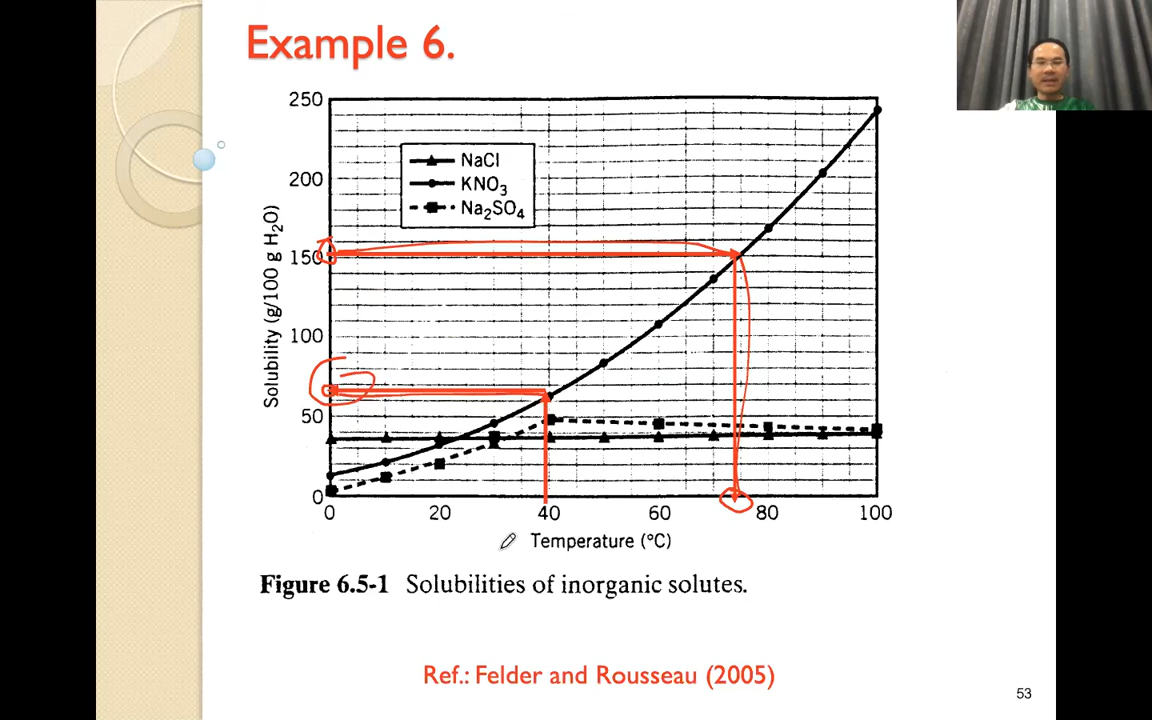 Example 6.
250
200
150
100
50
0
Solubility (g/100 g H₂O)
NaCl
KNO₃
Na₂SO₄
0 20 40 60 80 100
Temperature (°C)
Figure 6.5-1 Solubilities of inorganic solutes.
Ref.: Felder and Rousseau (2005)
53